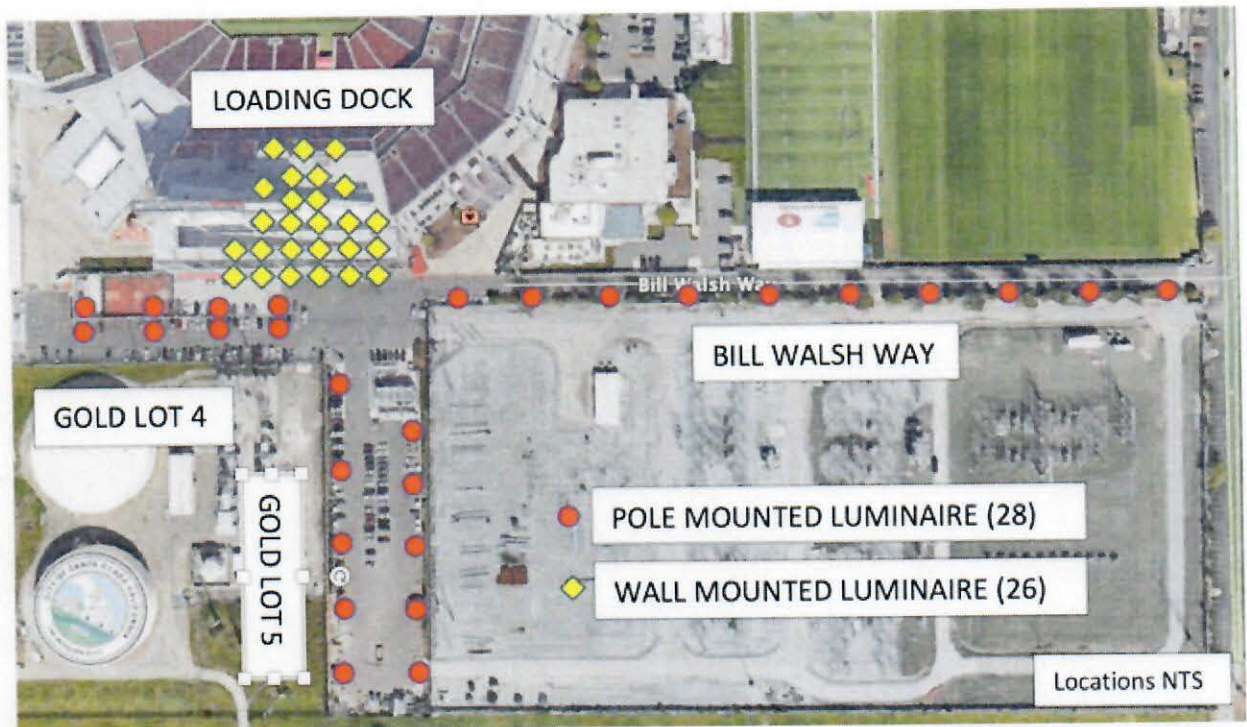 LOADING DOCK
Bill Walsh Way
BILL WALSH WAY
GOLD LOT 4
GOLD LOT 5
POLE MOUNTED LUMINAIRE (28)
WALL MOUNTED LUMINAIRE (26)
Locations NTS